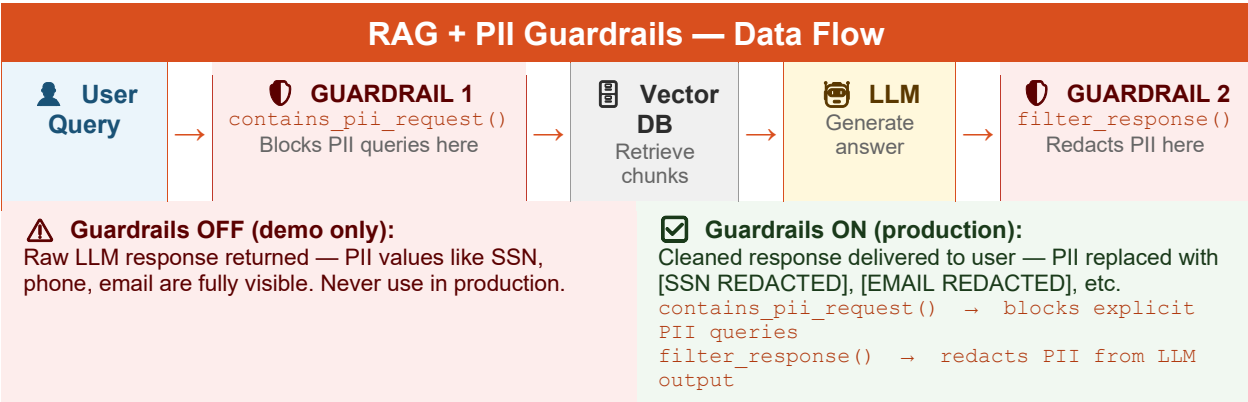 RAG + PII Guardrails — Data Flow
User
Query
→
GUARDRAIL 1
contains_pii_request()
Blocks PII queries here
→
Vector
DB
Retrieve
chunks
→
LLM
Generate
answer
→
GUARDRAIL 2
filter_response()
Redacts PII here
Guardrails OFF (demo only):
Raw LLM response returned — PII values like SSN,
phone, email are fully visible. Never use in production.
Guardrails ON (production):
Cleaned response delivered to user — PII replaced with
[SSN REDACTED], [EMAIL REDACTED], etc.
contains_pii_request() → blocks explicit
PII queries
filter_response() → redacts PII from LLM
output